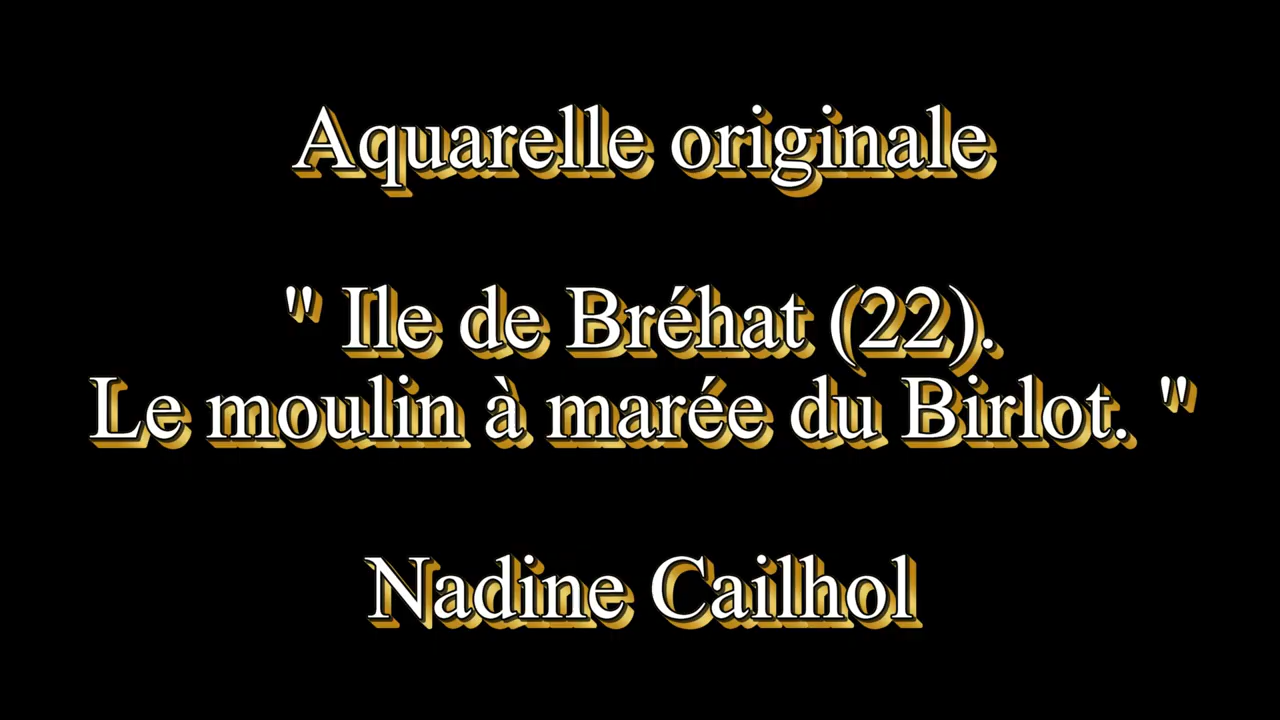 Aquarelle originale
" Ile de Bréhat (22).
Le moulin à marée du Birlot. "
Nadine Cailhol